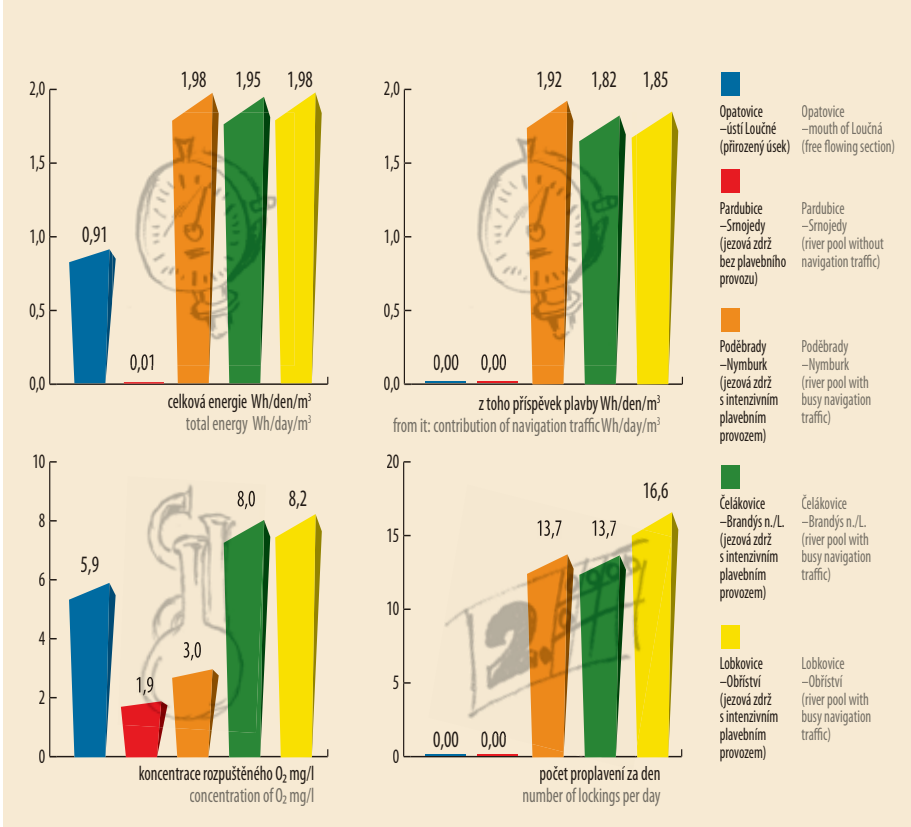 2,0
1,5
1,0
0,5
0,0
0,91
0,01
1,98
1,95
1,98
celková energie Wh/den/m³
total energy Wh/day/m³
2,0
1,5
1,0
0,5
0,0
0,00
0,00
1,92
1,82
1,85
z toho příspěvek plavby Wh/den/m³
from it: contribution of navigation traffic Wh/day/m³
10
8
6
4
2
0
5,9
1,9
3,0
8,0
8,2
koncentrace rozpuštěného O₂ mg/l
concentration of O₂ mg/l
20
15
10
5
0
0,00
0,00
13,7
13,7
16,6
2.
počet proplavení za den
number of lockings per day
Opatovice
–ústí Loučné
(přirozený úsek)
Opatovice
–mouth of Loučná
(free flowing section)
Pardubice
–Srnojedy
(jezová zdrž
bez plavebního
provozu)
Pardubice
–Srnojedy
(river pool without
navigation traffic)
Poděbrady
–Nymburk
(jezová zdrž
s intenzivním
plavebním
provozem)
Poděbrady
–Nymburk
(river pool with
busy navigation
traffic)
Čelákovice
–Brandýs n./L.
(jezová zdrž
s intenzivním
plavebním
provozem)
Čelákovice
–Brandýs n./L.
(river pool with
busy navigation
traffic)
Lobkovice
–Obříství
(jezová zdrž
s intenzivním
plavebním
provozem)
Lobkovice
–Obříství
(river pool with
busy navigation
traffic)